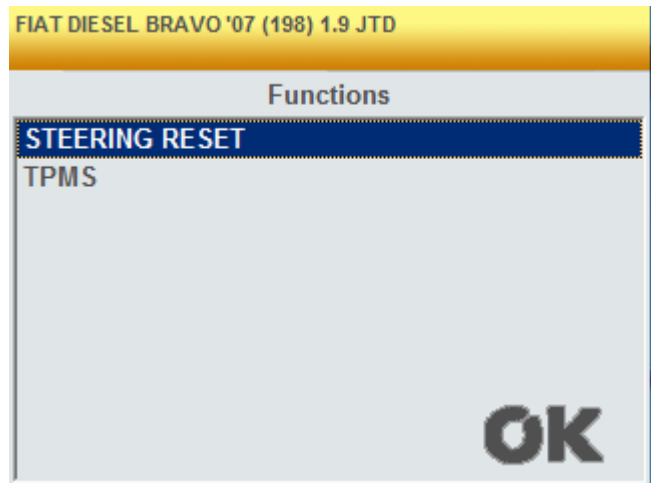 FIAT DIESEL BRAVO '07 (198) 1.9 JTD
Functions
STEERING RESET
TPMS
OK